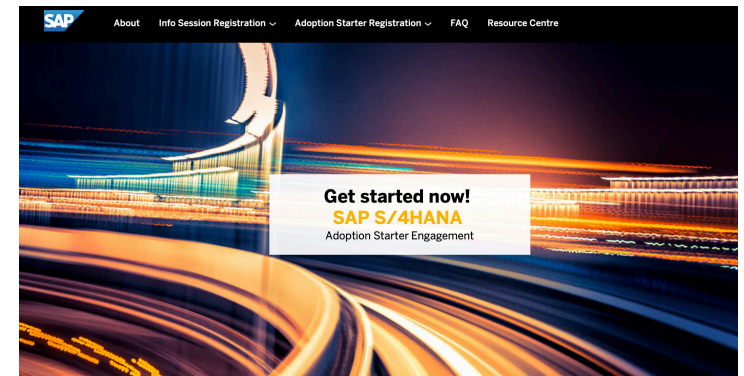 SAP About Info Session Registration Adoption Starter Registration FAQ Resource Centre
Get started now!
SAP S/4HANA
Adoption Starter Engagement